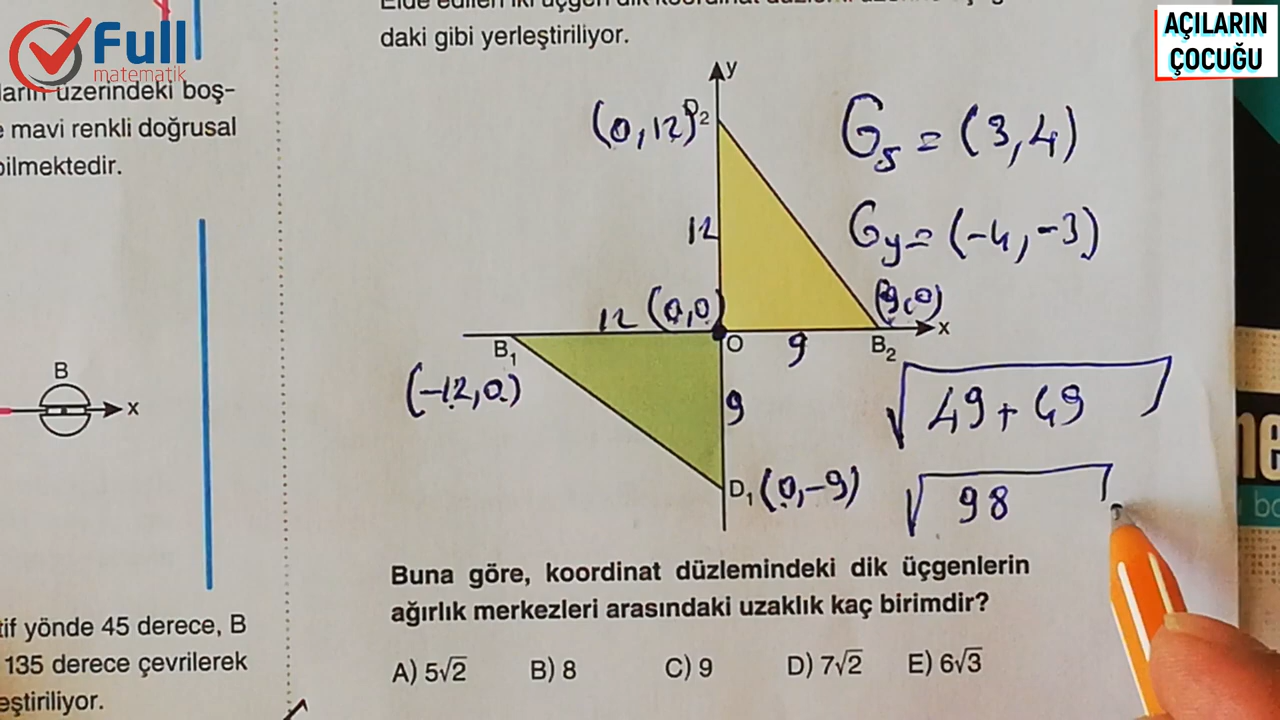 Full
matematik
AÇILARIN
ÇOCUĞU
daki gibi yerleştiriliyor.
ların üzerindeki boş-
e mavi renkli doğrusal
bilmektedir.
B
x
tif yönde 45 derece, B
135 derece çevrilerek
eştiriliyor.
y
(0,12)
12
12 (0,0)
(9,0)
x
B₁
O
9
B₂
(-12,0)
9
D₁ (0,-9)
G₅ = (3,4)
Gy = (-4,-3)
√49+49
√98
Buna göre, koordinat düzlemindeki dik üçgenlerin
ağırlık merkezleri arasındaki uzaklık kaç birimdir?
A) 5√2 B) 8 C) 9 D) 7√2 E) 6√3